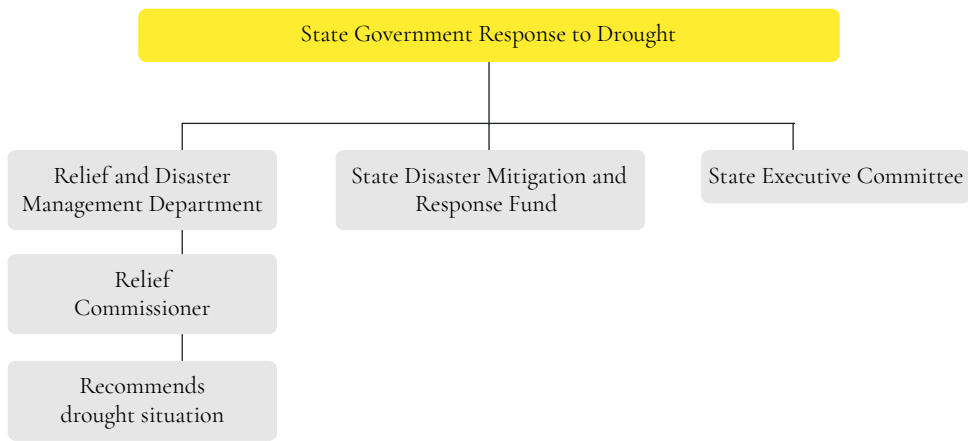 State Government Response to Drought
Relief and Disaster
Management Department
State Disaster Mitigation and
Response Fund
State Executive Committee
Relief
Commissioner
Recommends
drought situation